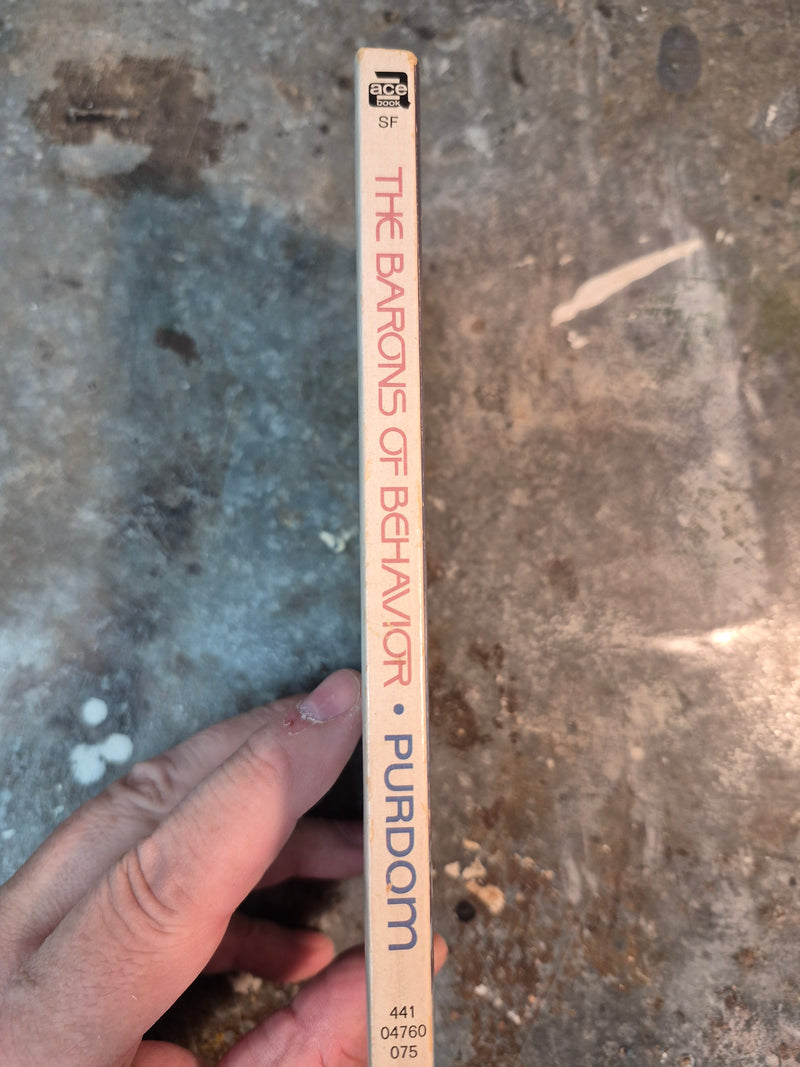 ace
book
SF
THE BARONS OF BEHAVIOR • PURDOM
441
04760
075